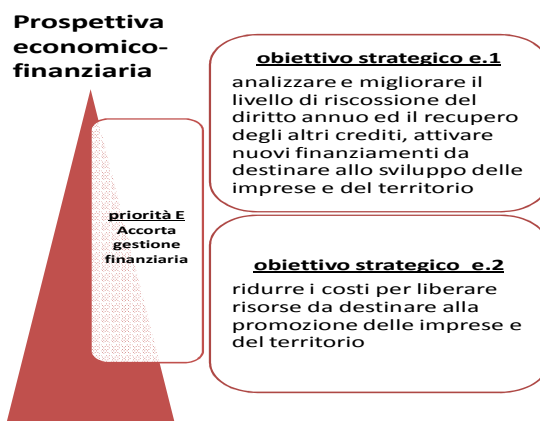 Prospettiva
economico-
finanziaria
priorità E
Accorta
gestione
finanziaria
obiettivo strategico e.1
analizzare e migliorare il
livello di riscossione del
diritto annuo ed il recupero
degli altri crediti, attivare
nuovi finanziamenti da
destinare allo sviluppo delle
imprese e del territorio
obiettivo strategico e.2
ridurre i costi per liberare
risorse da destinare alla
promozione delle imprese e
del territorio